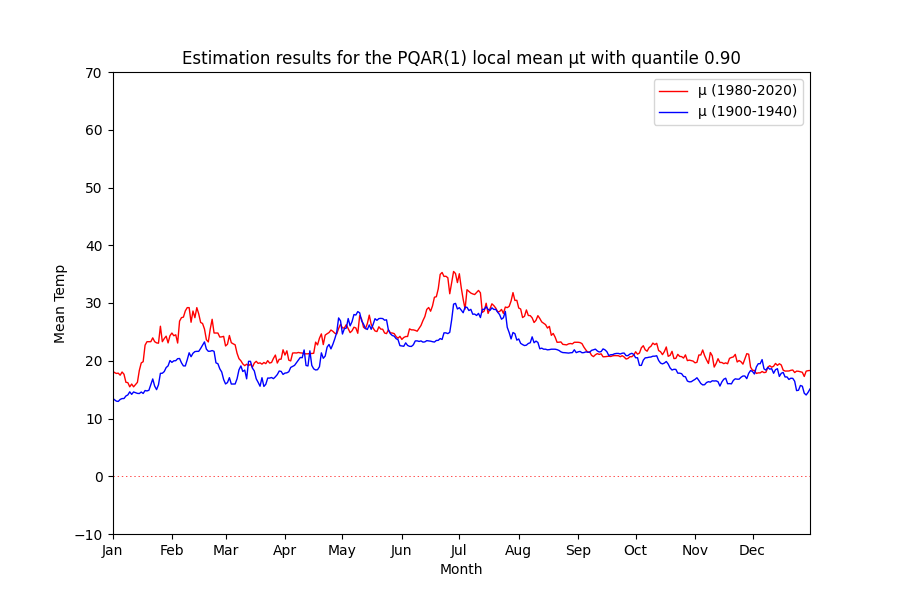 Estimation results for the PQAR(1) local mean μt with quantile 0.90
μ (1980-2020)
μ (1900-1940)
70
60
50
40
30
20
10
0
−10
Mean Temp
Jan Feb Mar Apr May Jun Jul Aug Sep Oct Nov Dec
Month